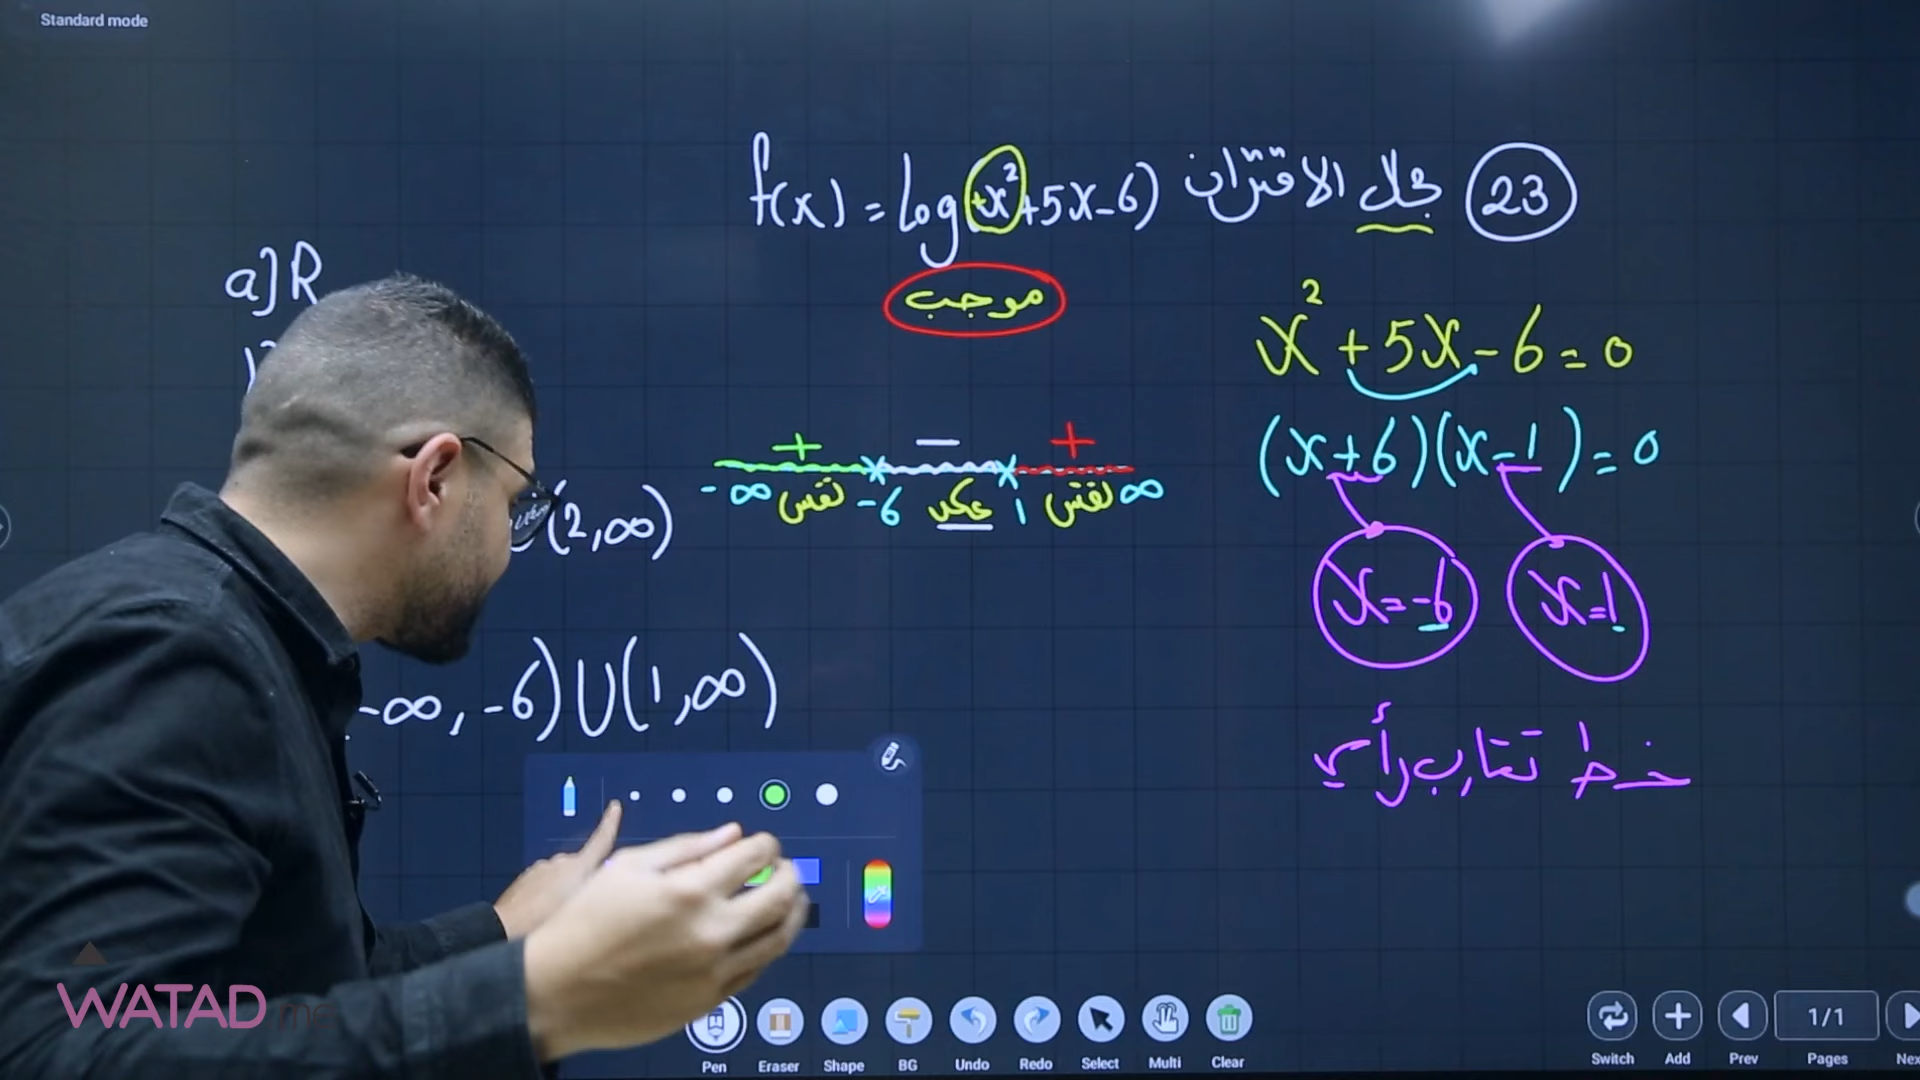 Standard mode
23 مجال الاقتران f(x) = log(+x²+5x-6)
موجب
a) R
x² + 5x - 6 = 0
(x+6)(x-1) = 0
+ - +
-∞ نفس -6 عكس 1 نفس ∞
U(2,∞)
x=-6 x=1
-∞, -6)U(1,∞)
خط تقارب رأسي
WATAD.me
Pen Eraser Shape BG Undo Redo Select Multi Clear
Switch Add Prev 1/1 Pages